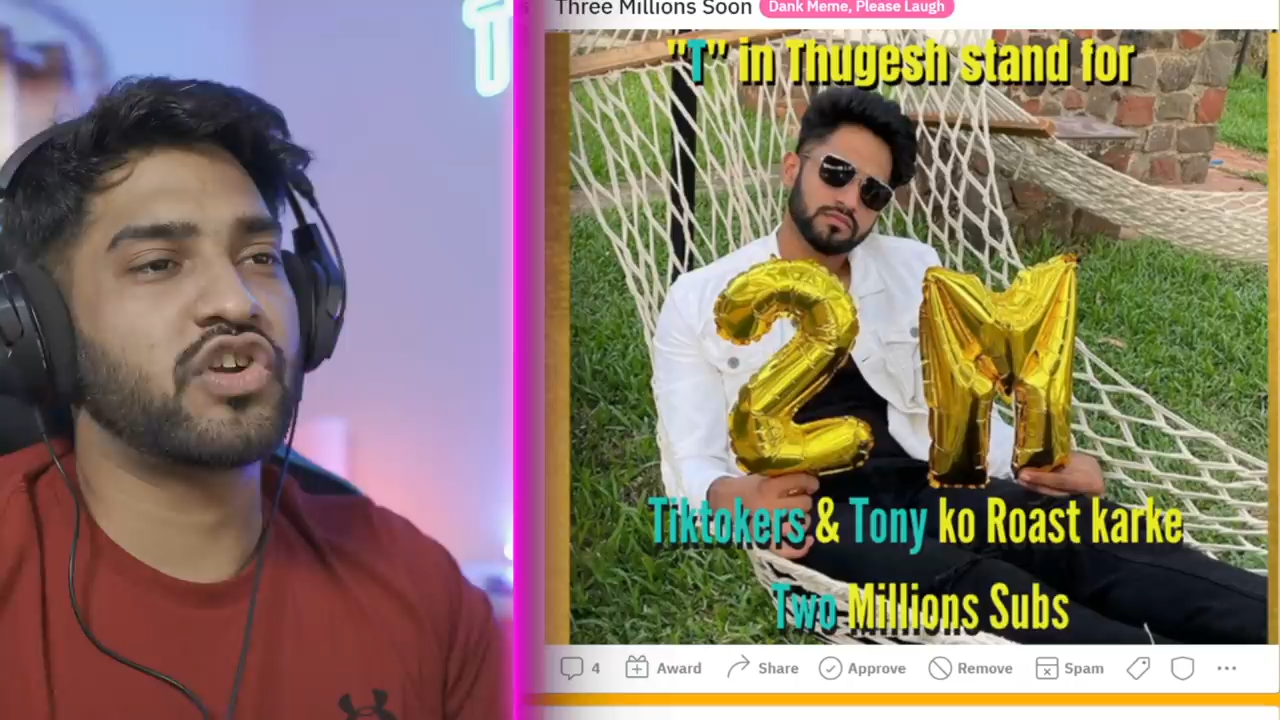 Three Millions Soon Dank Meme, Please Laugh
"T" in Thugesh stand for
2 M
Tiktokers & Tony ko Roast karke
Two Millions Subs
4 Award Share Approve Remove Spam